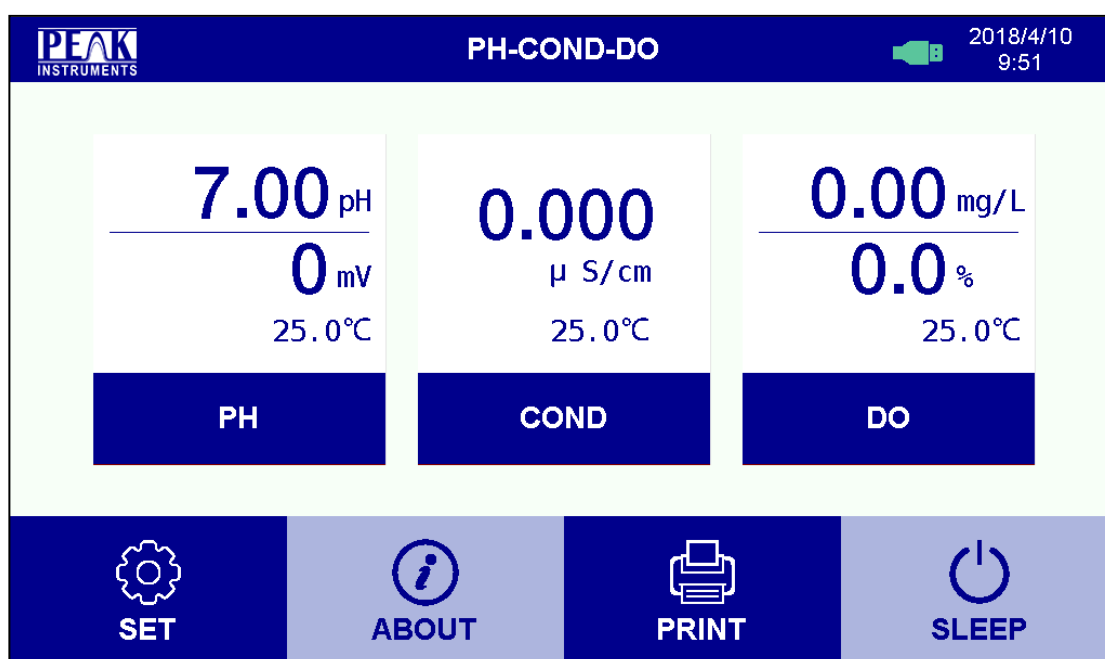 PEAK
INSTRUMENTS
PH-COND-DO
2018/4/10
9:51
7.00 pH
0 mV
25.0℃
PH
0.000
μ S/cm
25.0℃
COND
0.00 mg/L
0.0 %
25.0℃
DO
SET
ABOUT
PRINT
SLEEP